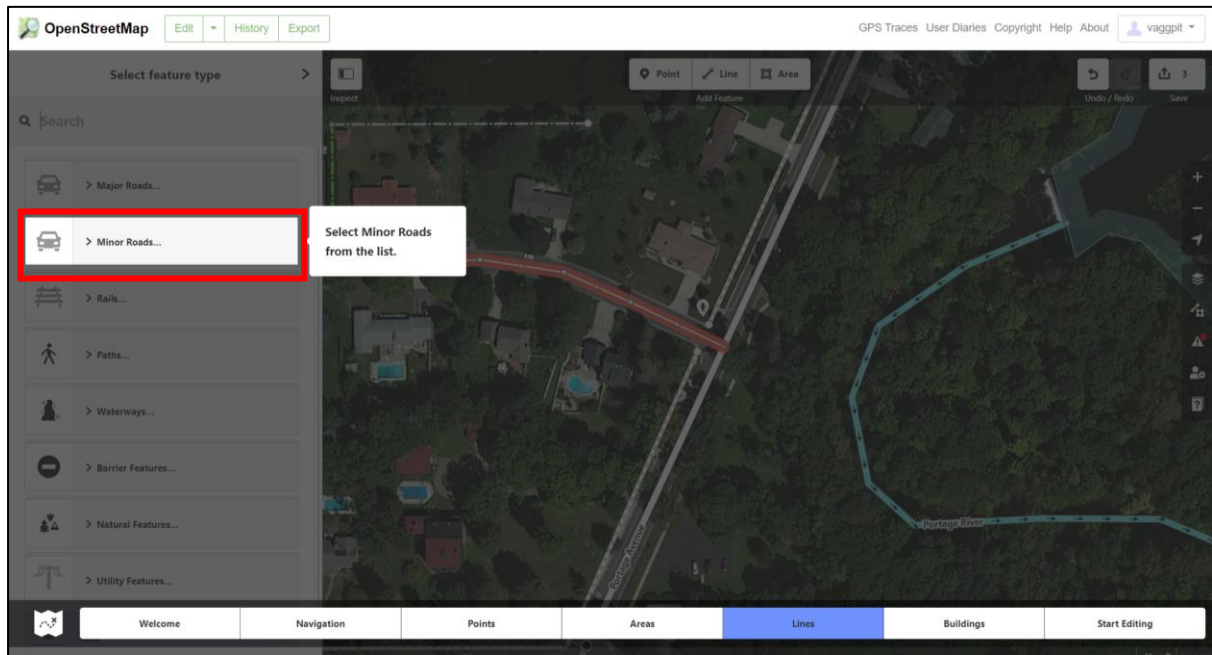 OpenStreetMap
Edit
History
Export
GPS Traces
User Diaries
Copyright
Help
About
vaggpit
Select feature type
Inspect
Point
Line
Area
Add Feature
3
Undo / Redo
Save
Search
Major Roads...
Minor Roads...
Select Minor Roads
from the list.
Rails...
Paths...
Waterways...
Barrier Features...
Natural Features...
Utility Features...
Portage River
Portage Avenue
Welcome
Navigation
Points
Areas
Lines
Buildings
Start Editing